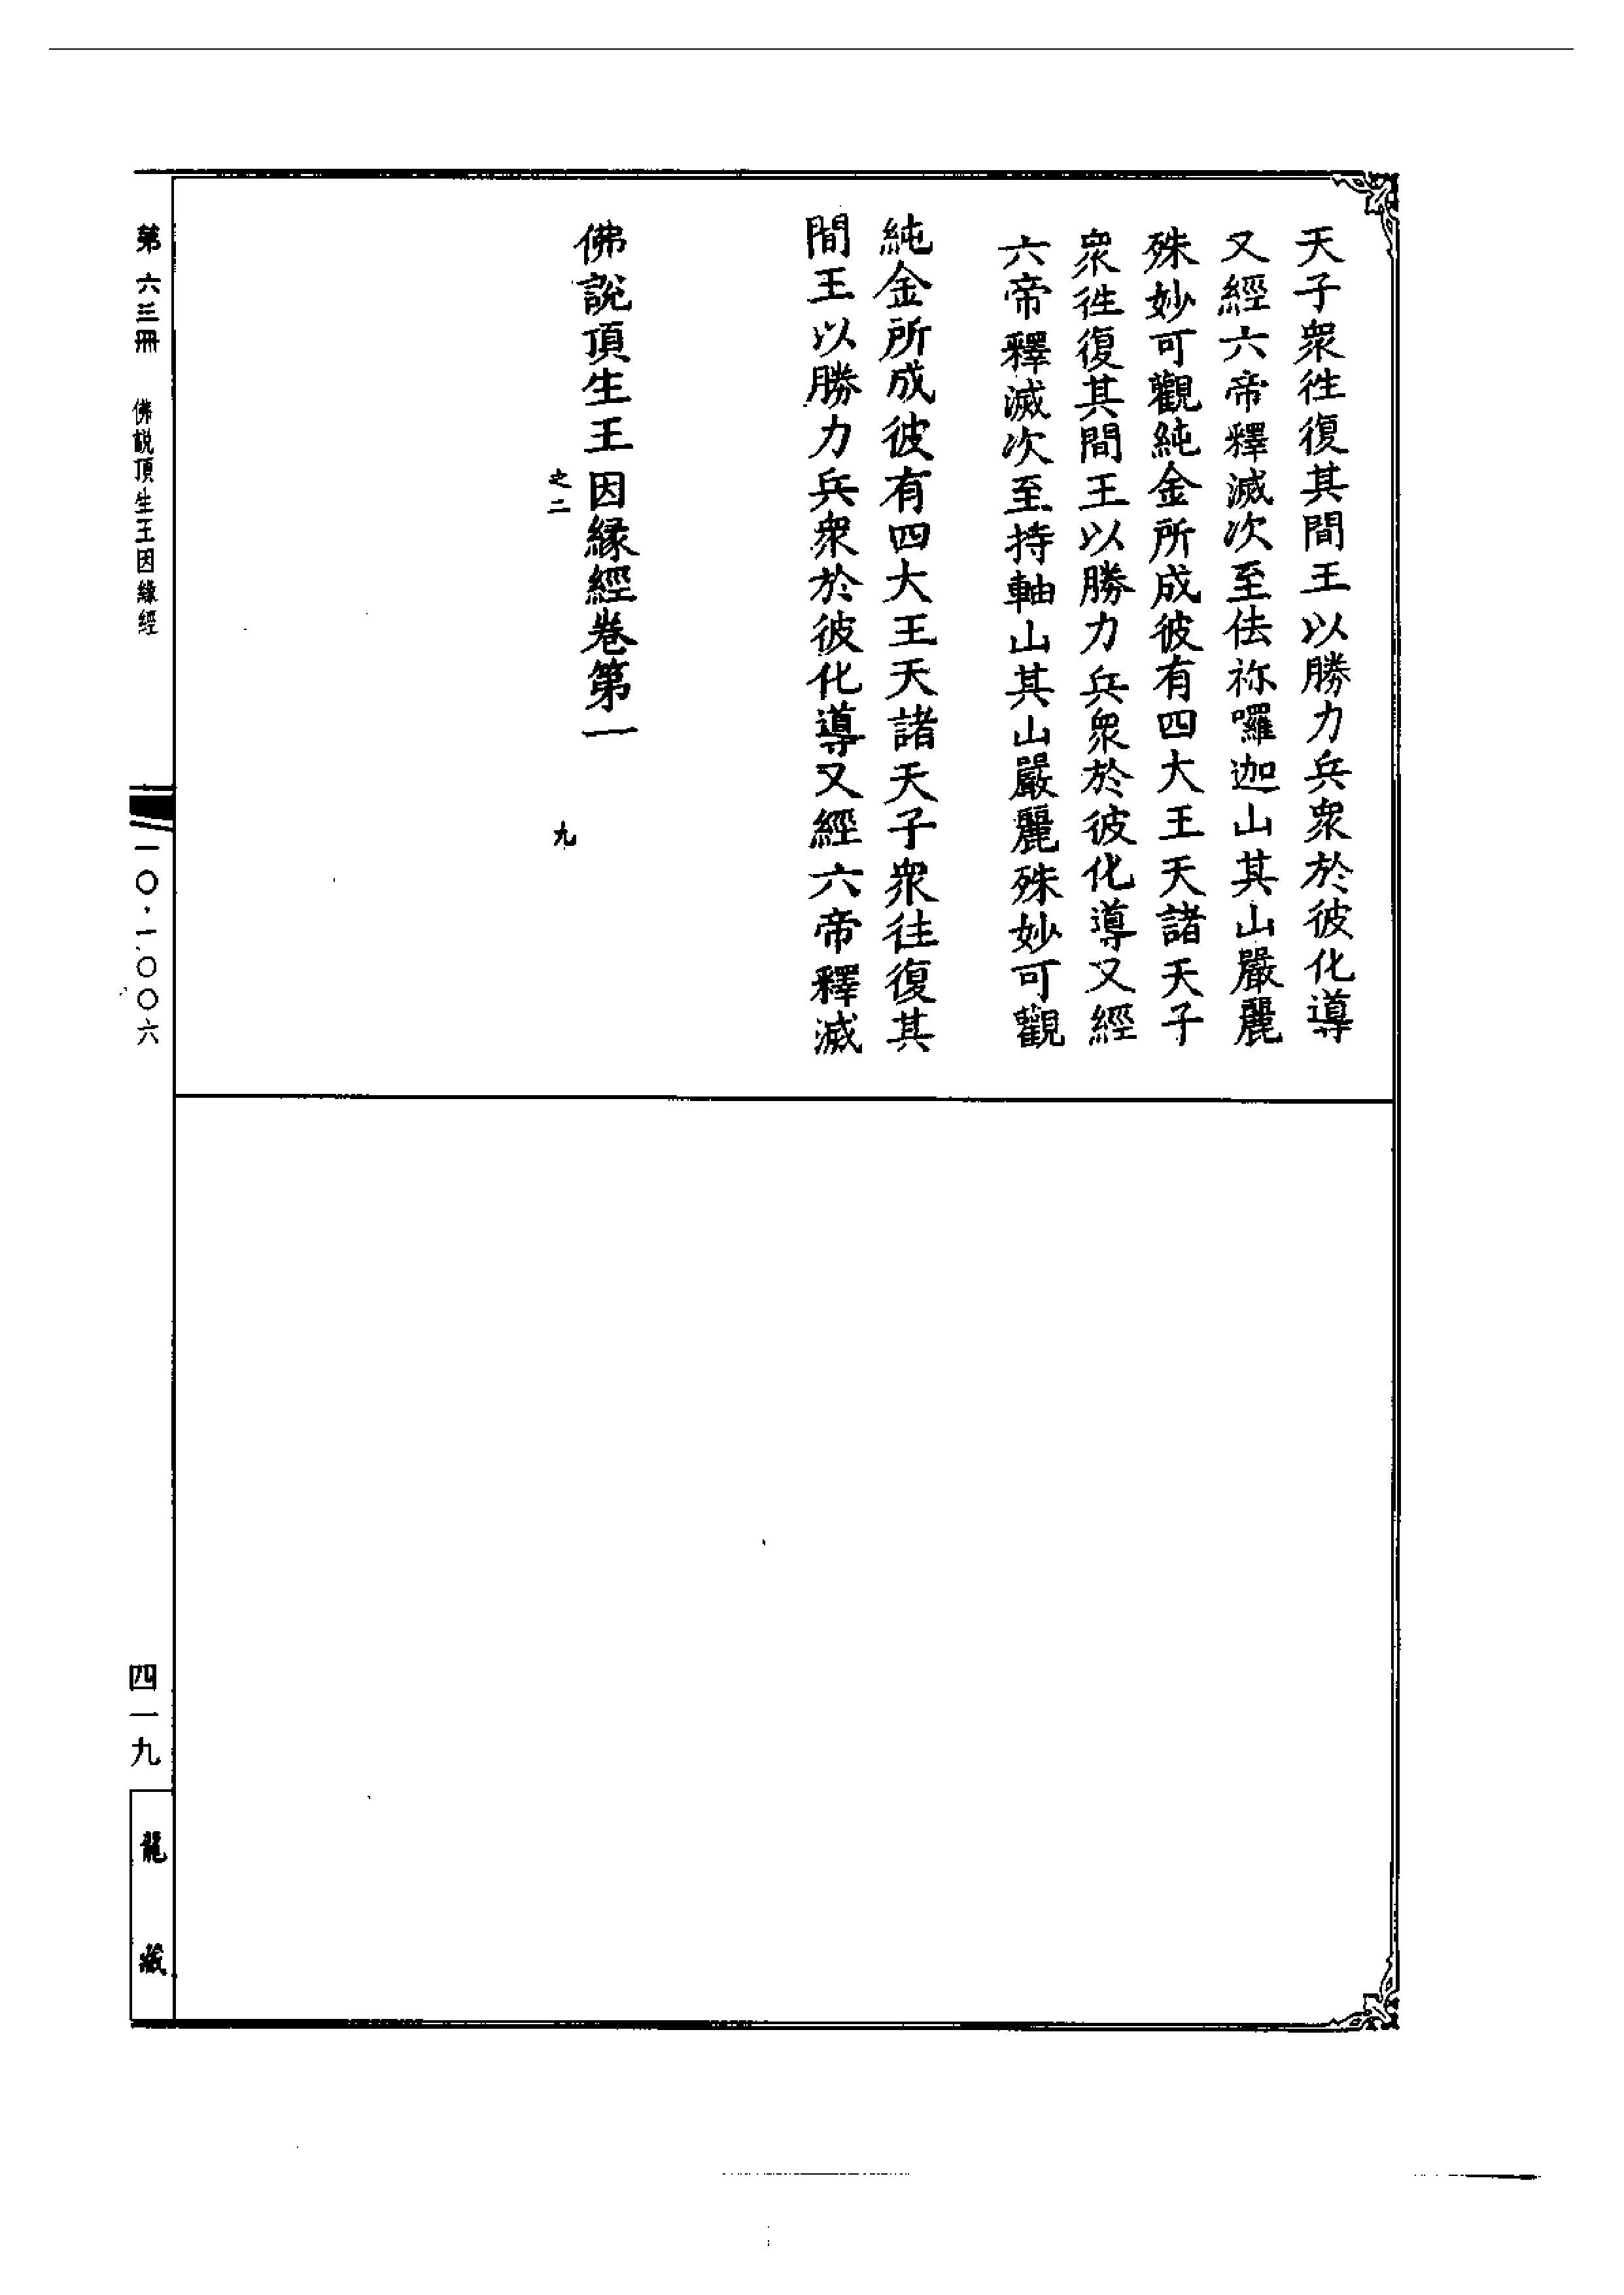 天子衆徃復其間王以勝力兵衆於彼化導
又經六帝釋滅次至佉祢囉迦山其山嚴麗
殊妙可觀純金所成彼有四大王天諸天子
衆徃復其間王以勝力兵衆於彼化導又經
六帝釋滅次至持軸山其山嚴麗殊妙可觀
純金所成彼有四大王天諸天子衆往復其
間王以勝力兵衆於彼化導又經六帝釋滅
佛說頂生王因緣經卷第一
之二 九
第六三冊 佛說頂生王因緣經
一〇·一〇〇六
四一九
龍藏